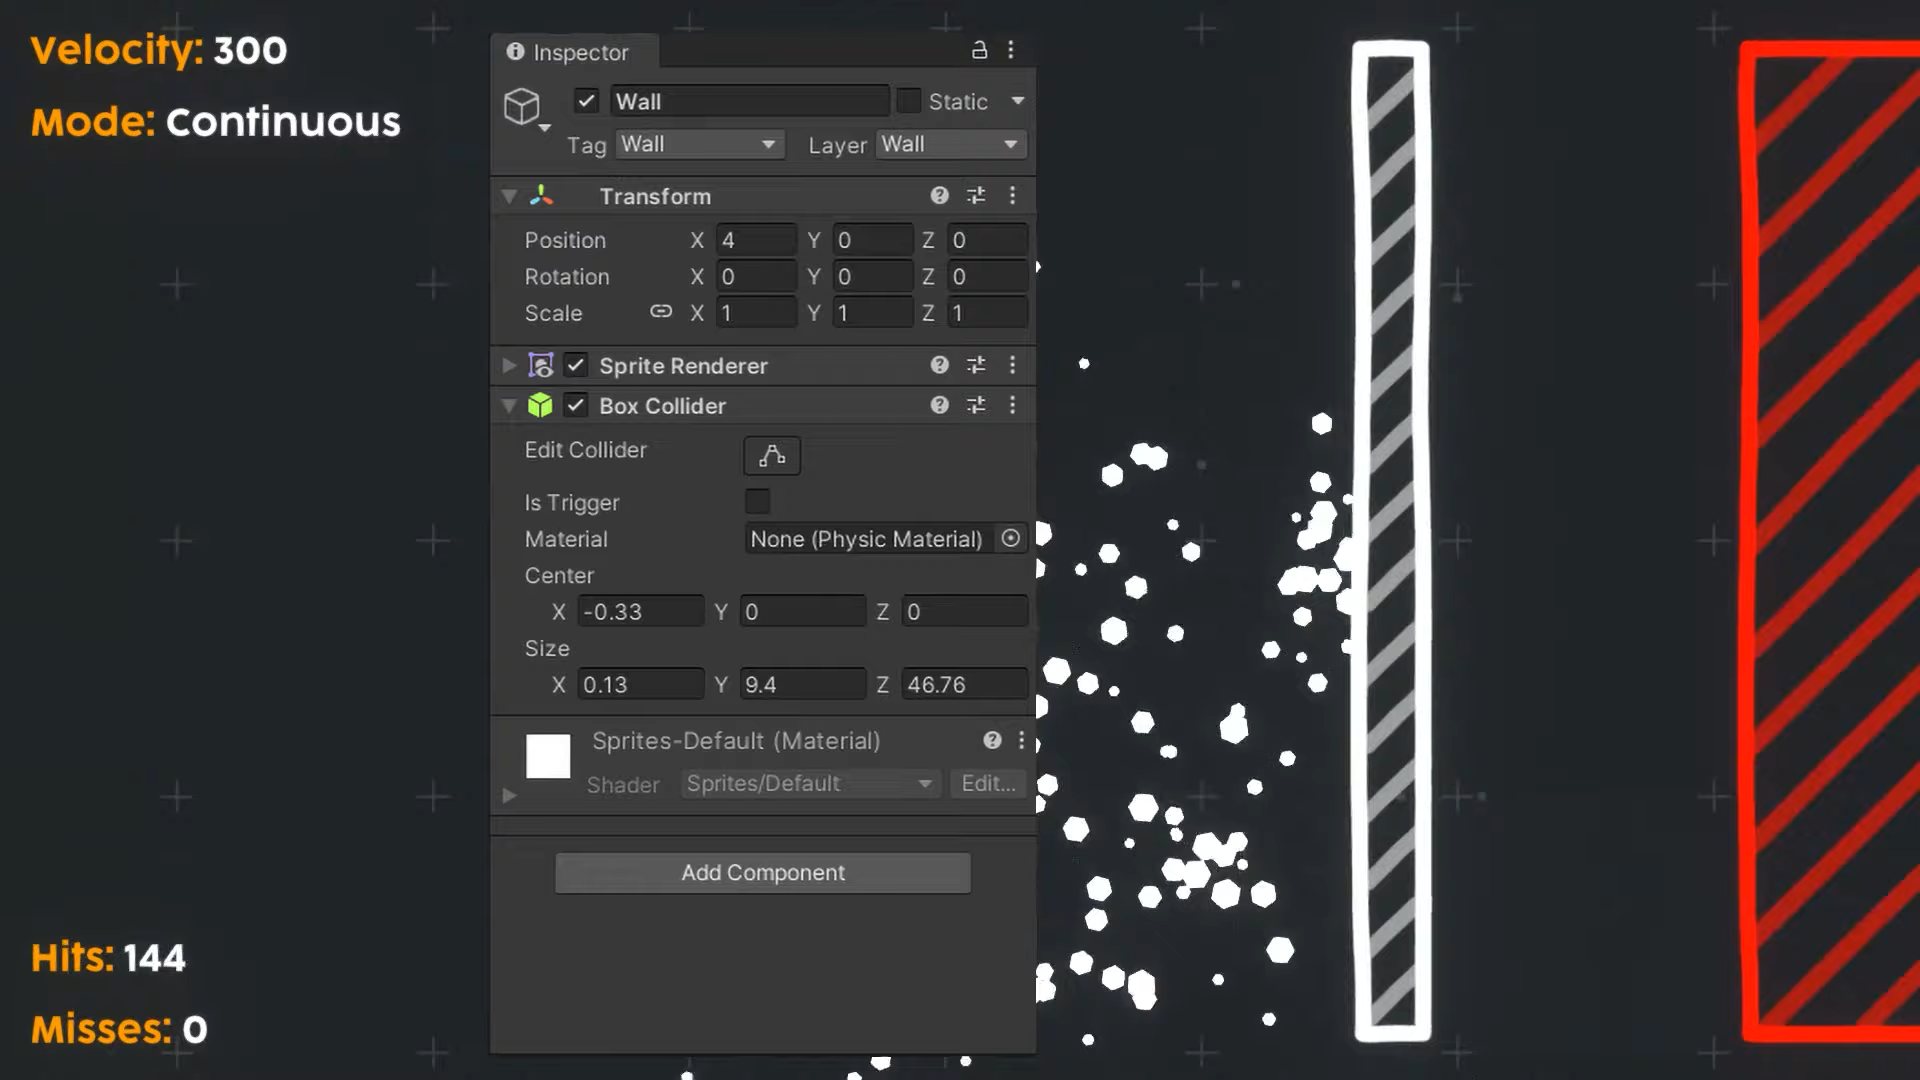 Velocity: 300
Mode: Continuous
Inspector
Wall
Static
Tag Wall Layer Wall
Transform
Position X 4 Y 0 Z 0
Rotation X 0 Y 0 Z 0
Scale X 1 Y 1 Z 1
Sprite Renderer
Box Collider
Edit Collider
Is Trigger
Material None (Physic Material)
Center
X -0.33 Y 0 Z 0
Size
X 0.13 Y 9.4 Z 46.76
Sprites-Default (Material)
Shader Sprites/Default Edit...
Add Component
Hits: 144
Misses: 0